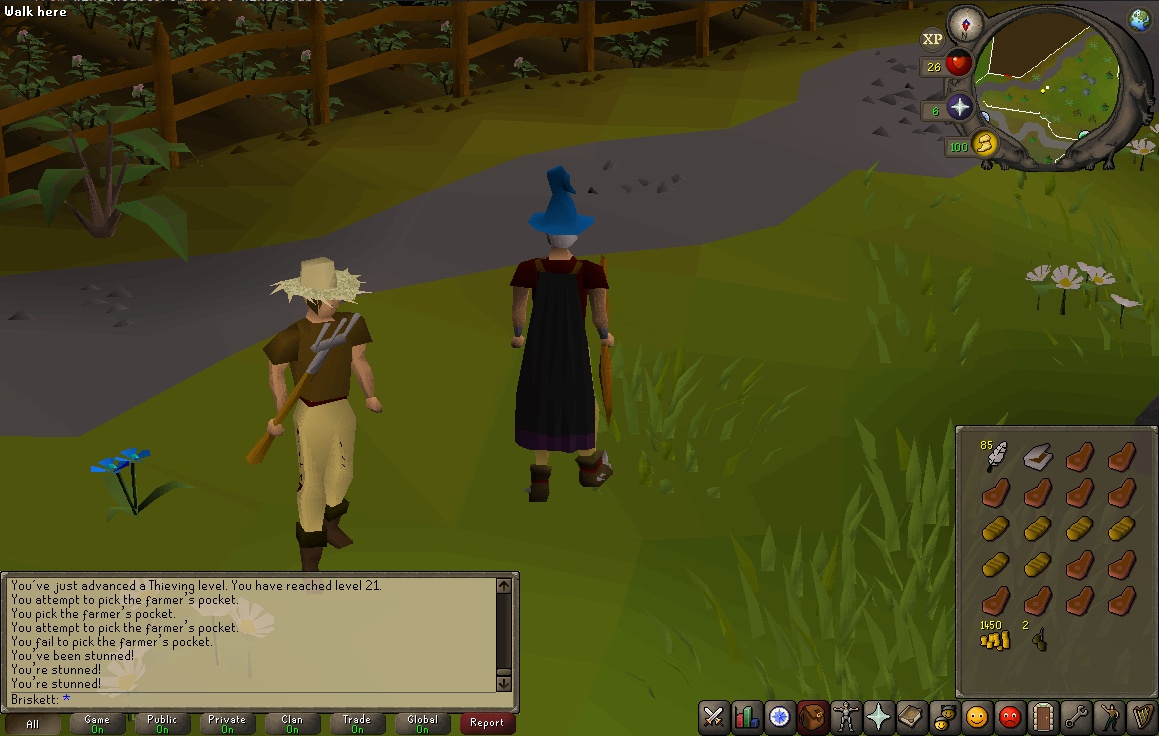 Walk here
XP
26
6
100
85
1450 2
You've just advanced a Thieving level. You have reached level 21.
You attempt to pick the farmer's pocket.
You pick the farmer's pocket.
You attempt to pick the farmer's pocket.
You fail to pick the farmer's pocket.
You've been stunned!
You're stunned!
You're stunned!
Briskett: *
All Game Public Private Clan Trade Global Report
On On On On On On